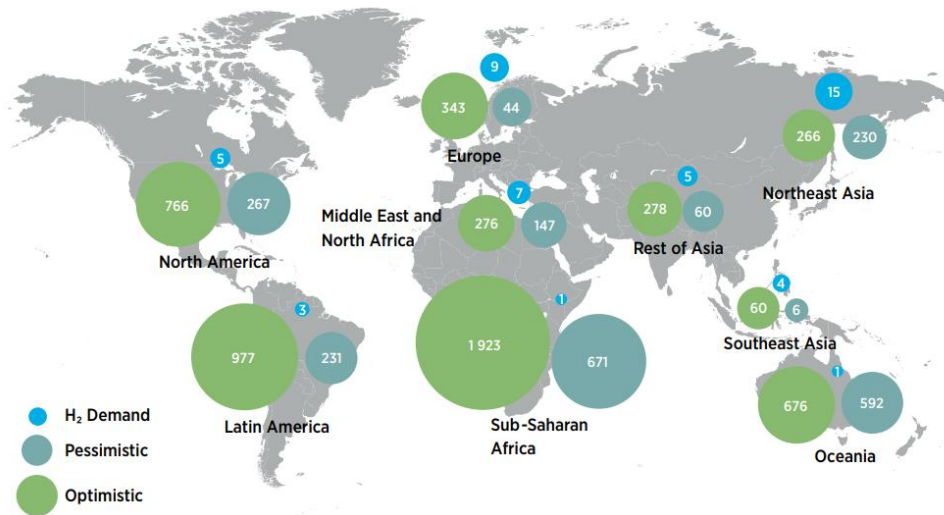 9
343
44
Europe
15
266
230
Northeast Asia
5
766
267
North America
7
276
147
Middle East and
North Africa
5
278
60
Rest of Asia
4
60
6
Southeast Asia
3
977
231
Latin America
1
1 923
671
Sub-Saharan
Africa
1
676
592
Oceania
H₂ Demand
Pessimistic
Optimistic